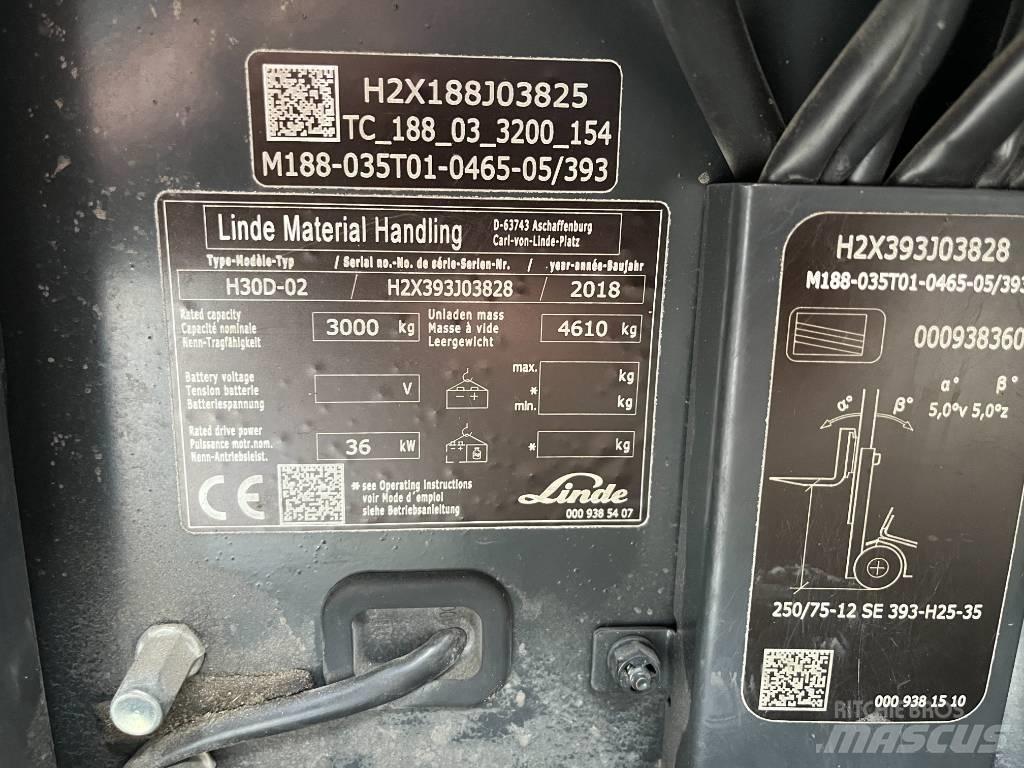 H2X188J03825
TC_188_03_3200_154
M188-035T01-0465-05/393
Linde Material Handling
D-63743 Aschaffenburg
Carl-von-Linde-Platz
Type-Modèle-Typ / Serial no.-No. de série-Serien-Nr. / year-année-Baujahr
H30D-02 / H2X393J03828 / 2018
Rated capacity
Capacité nominale
Nenn-Tragfähigkeit
3000 kg
Unladen mass
Masse à vide
Leergewicht
4610 kg
Battery voltage
Tension batterie
Batteriespannung
V
max.
*
min.
kg
kg
Rated drive power
Puissance motr.nom.
Nenn-Antriebsleist.
36 kW
*
kg
CE
* see Operating Instructions
voir Mode d'emploi
siehe Betriebsanleitung
Linde
000 938 54 07
H2X393J03828
M188-035T01-0465-05/393
000938360
α° β°
5,0°v 5,0°z
α° β°
250/75-12 SE 393-H25-35
000 938 15 10
RITCHIE BROS
MASCUS